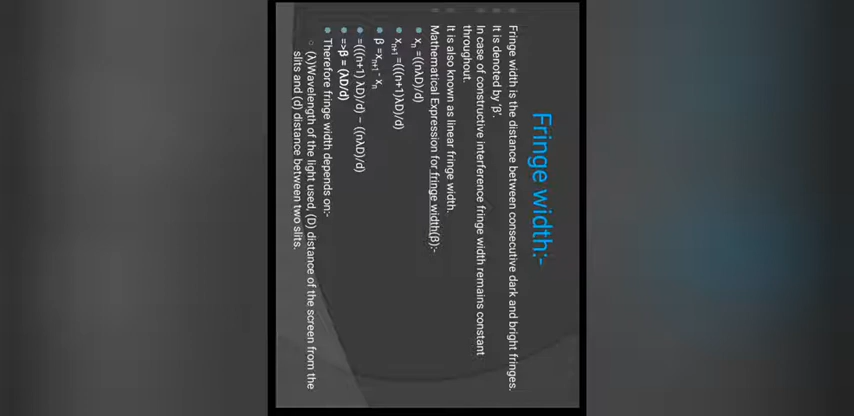 Fringe width:-
Fringe width is the distance between consecutive dark and bright fringes.
It is denoted by 'β'.
In case of constructive interference fringe width remains constant
throughout.
It is also known as linear fringe width.
Mathematical Expression for fringe width(β):-
xn =((nλD)/d)
xn+1 =(((n+1)λD)/d)
β =xn+1 - xn
=(((n+1) λD)/d) – ((nλD)/d)
=>β = (λD/d)
Therefore fringe width depends on:-
(λ)Wavelength of the light used, (D) distance of the screen from the
slits and (d) distance between two slits.